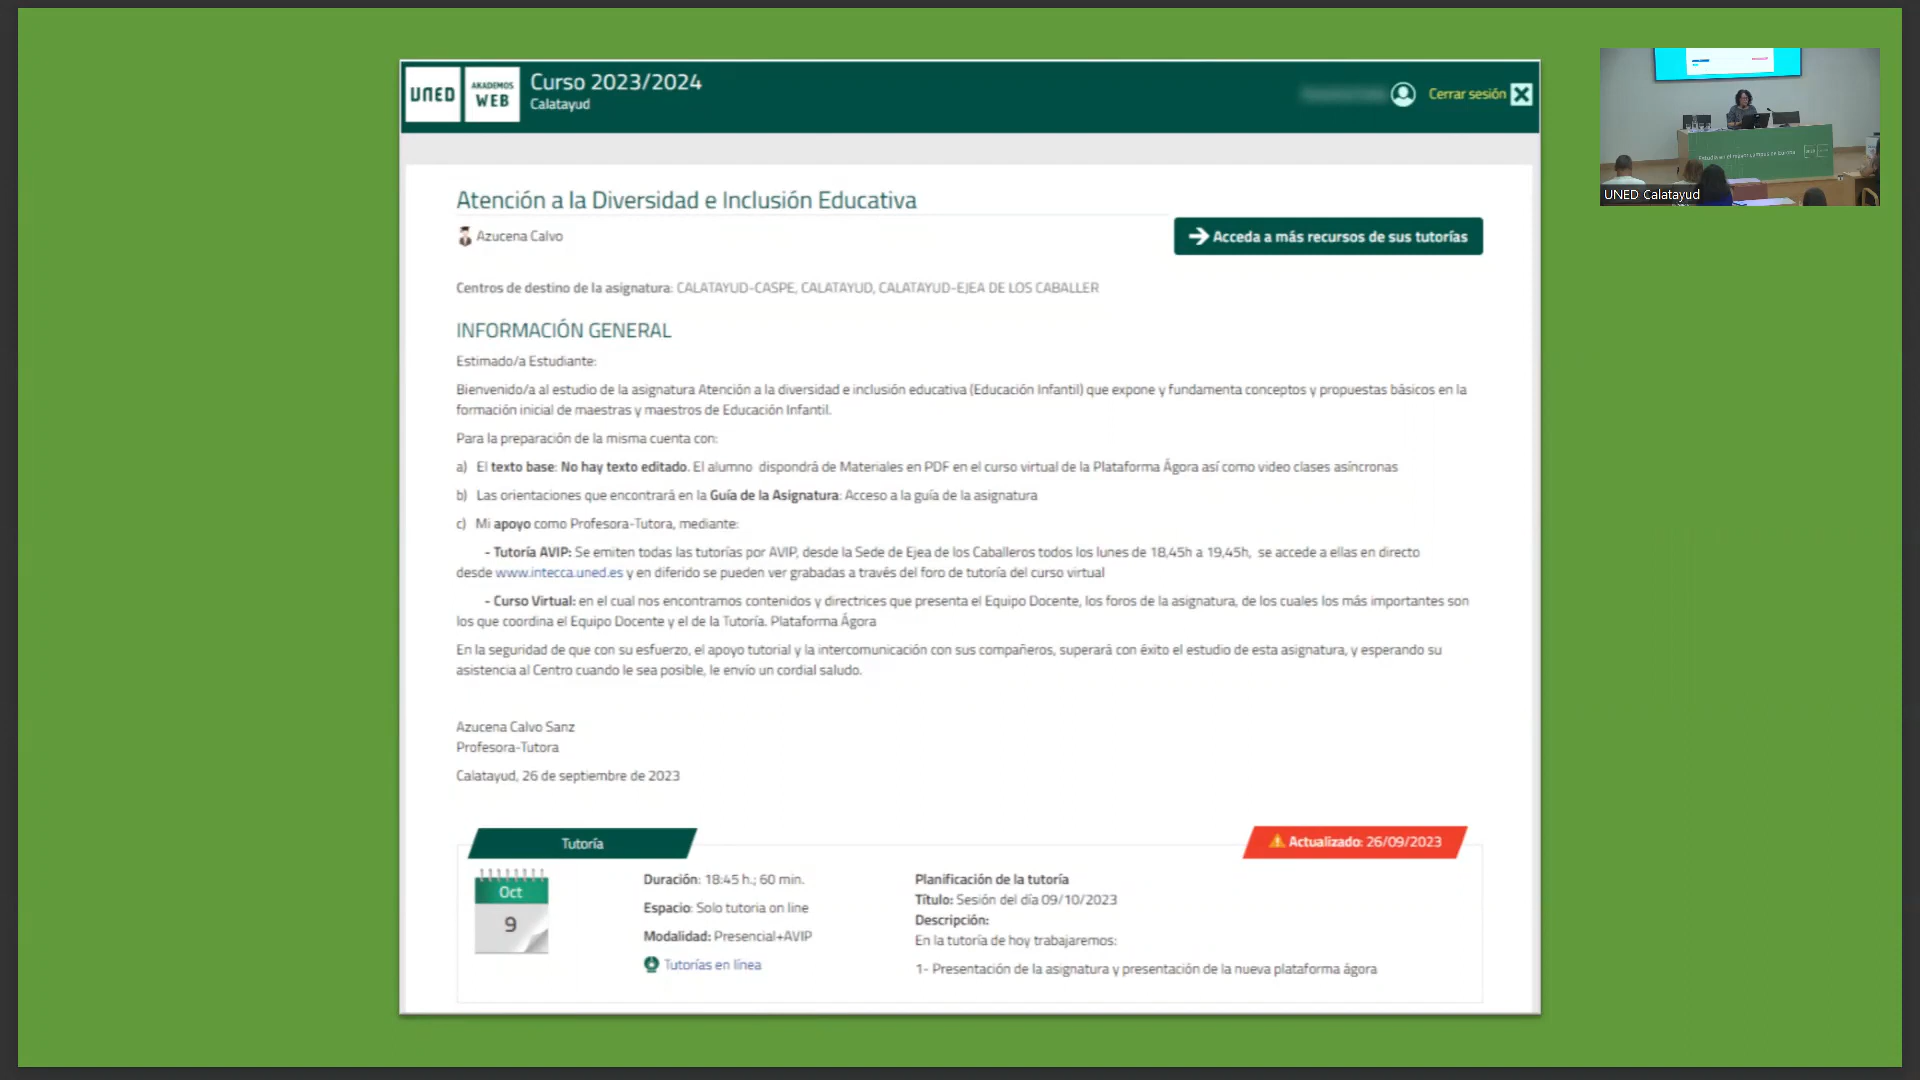 UNED
AKADEMOS
WEB
Curso 2023/2024
Calatayud
Cerrar sesión
Atención a la Diversidad e Inclusión Educativa
Azucena Calvo
Acceda a más recursos de sus tutorías
Centros de destino de la asignatura: CALATAYUD-CASPE, CALATAYUD, CALATAYUD-EJEA DE LOS CABALLER
INFORMACIÓN GENERAL
Estimado/a Estudiante:
Bienvenido/a al estudio de la asignatura Atención a la diversidad e inclusión educativa (Educación Infantil) que expone y fundamenta conceptos y propuestas básicos en la
formación inicial de maestras y maestros de Educación Infantil.
Para la preparación de la misma cuenta con:
a) El texto base: No hay texto editado. El alumno dispondrá de Materiales en PDF en el curso virtual de la Plataforma Ágora así como video clases asíncronas
b) Las orientaciones que encontrará en la Guía de la Asignatura: Acceso a la guía de la asignatura
c) Mi apoyo como Profesora-Tutora, mediante:
- Tutoría AVIP: Se emiten todas las tutorías por AVIP, desde la Sede de Ejea de los Caballeros todos los lunes de 18,45h a 19,45h, se accede a ellas en directo
desde www.intecca.uned.es y en diferido se pueden ver grabadas a través del foro de tutoría del curso virtual
- Curso Virtual: en el cual nos encontramos contenidos y directrices que presenta el Equipo Docente, los foros de la asignatura, de los cuales los más importantes son
los que coordina el Equipo Docente y el de la Tutoría. Plataforma Ágora
En la seguridad de que con su esfuerzo, el apoyo tutorial y la intercomunicación con sus compañeros, superará con éxito el estudio de esta asignatura, y esperando su
asistencia al Centro cuando le sea posible, le envío un cordial saludo.
Azucena Calvo Sanz
Profesora-Tutora
Calatayud, 26 de septiembre de 2023
Tutoría
Actualizado: 26/09/2023
Oct
9
Duración: 18:45 h.; 60 min.
Espacio: Solo tutoria on line
Modalidad: Presencial+AVIP
Tutorías en línea
Planificación de la tutoría
Título: Sesión del día 09/10/2023
Descripción:
En la tutoría de hoy trabajaremos:
1- Presentación de la asignatura y presentación de la nueva plataforma ágora
UNED Calatayud